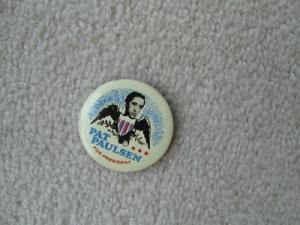 PAT
PAULSEN
FOR PRESIDENT